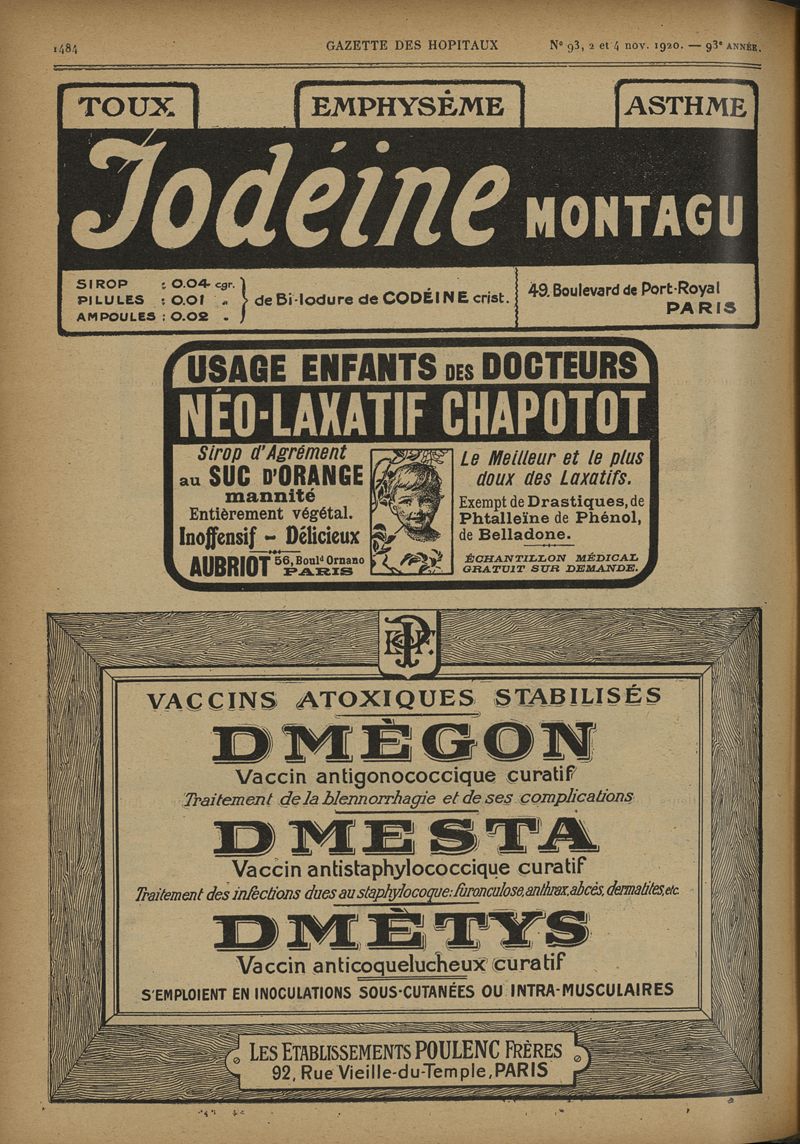 1484 GAZETTE DES HOPITAUX N° 93, 2 et 4 nov. 1920. — 93e ANNÉE.
TOUX EMPHYSÈME ASTHME
Iodéine MONTAGU
SIROP : 0.04 cgr.
PILULES : 0.01 „
AMPOULES : 0.02 „
de Bi-Iodure de CODÉINE crist.
49, Boulevard de Port-Royal
PARIS
USAGE ENFANTS DES DOCTEURS
NÉO-LAXATIF CHAPOTOT
Sirop d'Agrément
au SUC D'ORANGE
mannité
Entièrement végétal.
Inoffensif - Délicieux
AUBRIOT 56, Bould Ornano
PARIS
Le Meilleur et le plus
doux des Laxatifs.
Exempt de Drastiques, de
Phtalleïne de Phénol,
de Belladone.
ÉCHANTILLON MÉDICAL
GRATUIT SUR DEMANDE.
VACCINS ATOXIQUES STABILISÉS
DMÈGON
Vaccin antigonococcique curatif
Traitement de la blennorrhagie et de ses complications
DMESTA
Vaccin antistaphylococcique curatif
Traitement des infections dues au staphylocoque: furonculose, anthrax, abcès, dermatites, etc.
DMÈTYS
Vaccin anticoquelucheux curatif
S'EMPLOIENT EN INOCULATIONS SOUS-CUTANÉES OU INTRA-MUSCULAIRES
LES ETABLISSEMENTS POULENC FRÈRES
92, Rue Vieille-du-Temple, PARIS